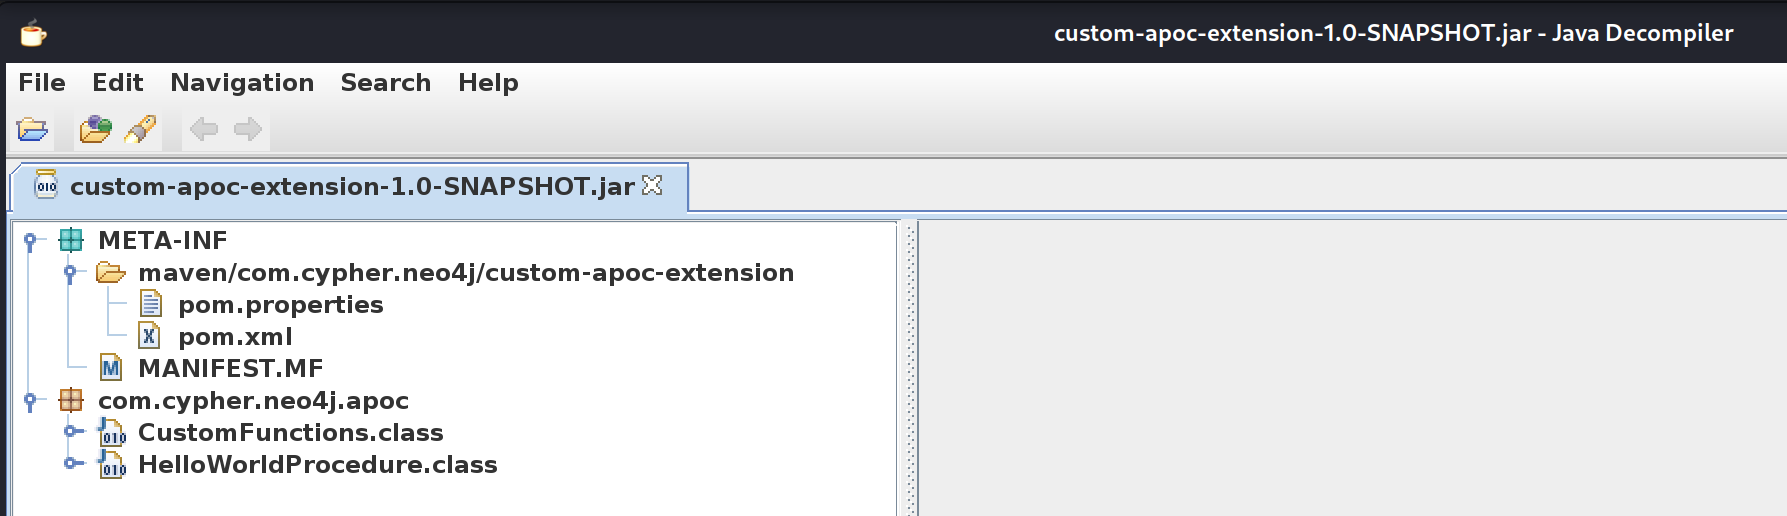 custom-apoc-extension-1.0-SNAPSHOT.jar - Java Decompiler
File Edit Navigation Search Help
custom-apoc-extension-1.0-SNAPSHOT.jar
META-INF
maven/com.cypher.neo4j/custom-apoc-extension
pom.properties
pom.xml
MANIFEST.MF
com.cypher.neo4j.apoc
CustomFunctions.class
HelloWorldProcedure.class